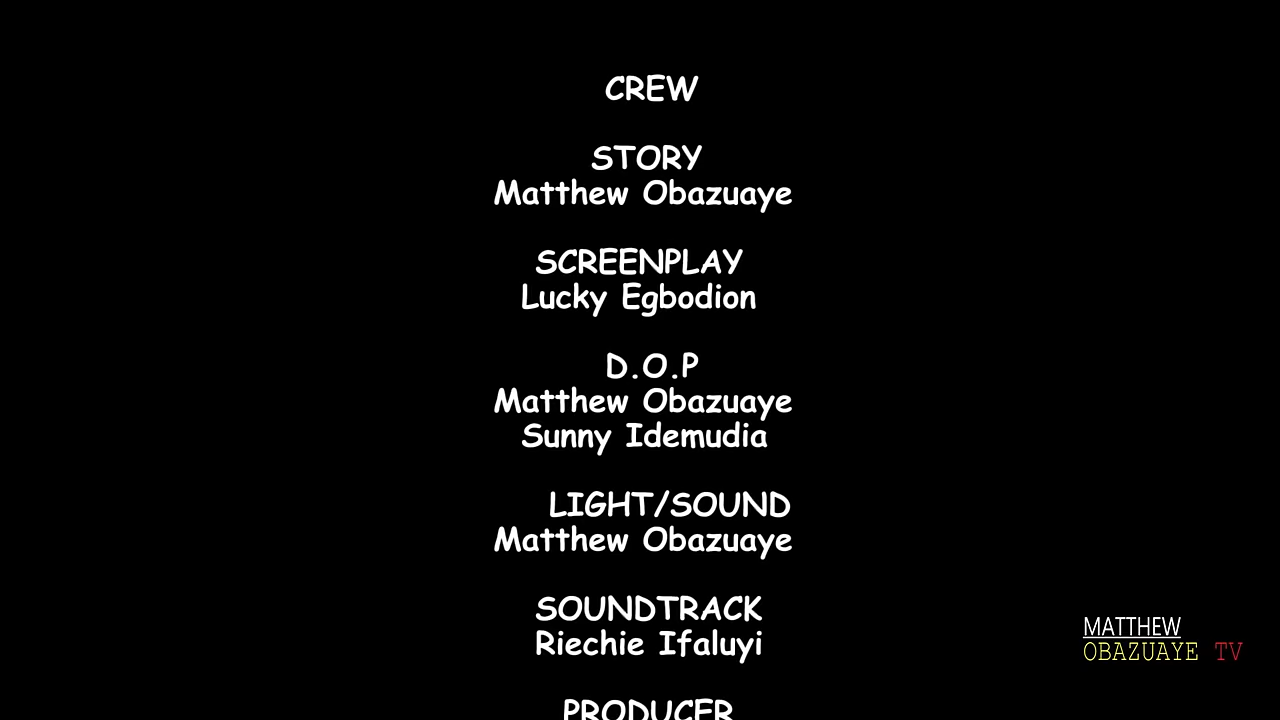 CREW
STORY
Matthew Obazuaye
SCREENPLAY
Lucky Egbodion
D.O.P
Matthew Obazuaye
Sunny Idemudia
LIGHT/SOUND
Matthew Obazuaye
SOUNDTRACK
Riechie Ifaluyi
PRODUCER
MATTHEW
OBAZUAYE TV